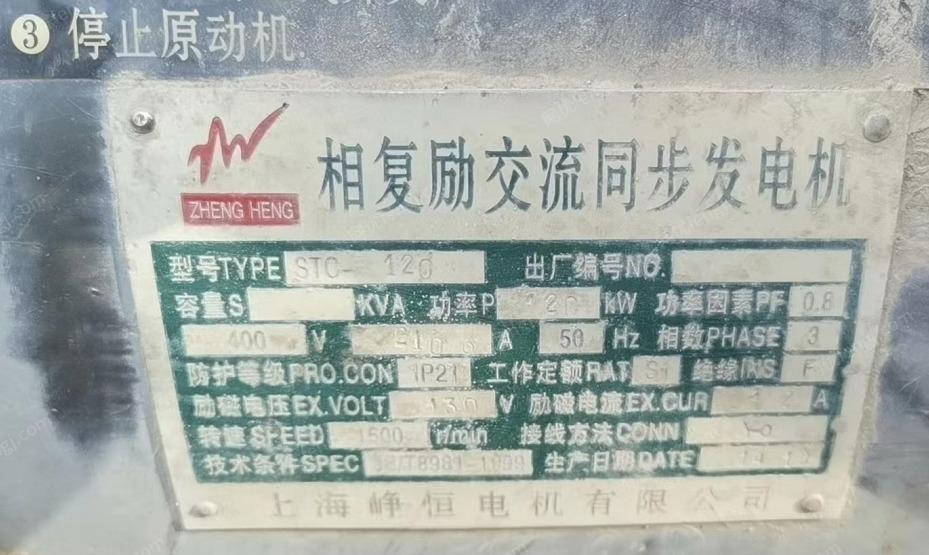 ③ 停止原动机
ZHENG HENG
相复励交流同步发电机
型号TYPE STC- 120 出厂编号NO.
容量S KVA 功率P 120 KW 功率因素PF 0.8
400 V A 50 Hz 相数PHASE 3
防护等级PRO.CON IP21 工作定额RAT S1 绝缘INS F
励磁电压EX.VOLT 130 V 励磁电流EX.CUR A
转速SPEED 1500 r/min 接线方法CONN Yo
技术条件SPEC JB/T8981-1999 生产日期DATE
上海峥恒电机有限公司